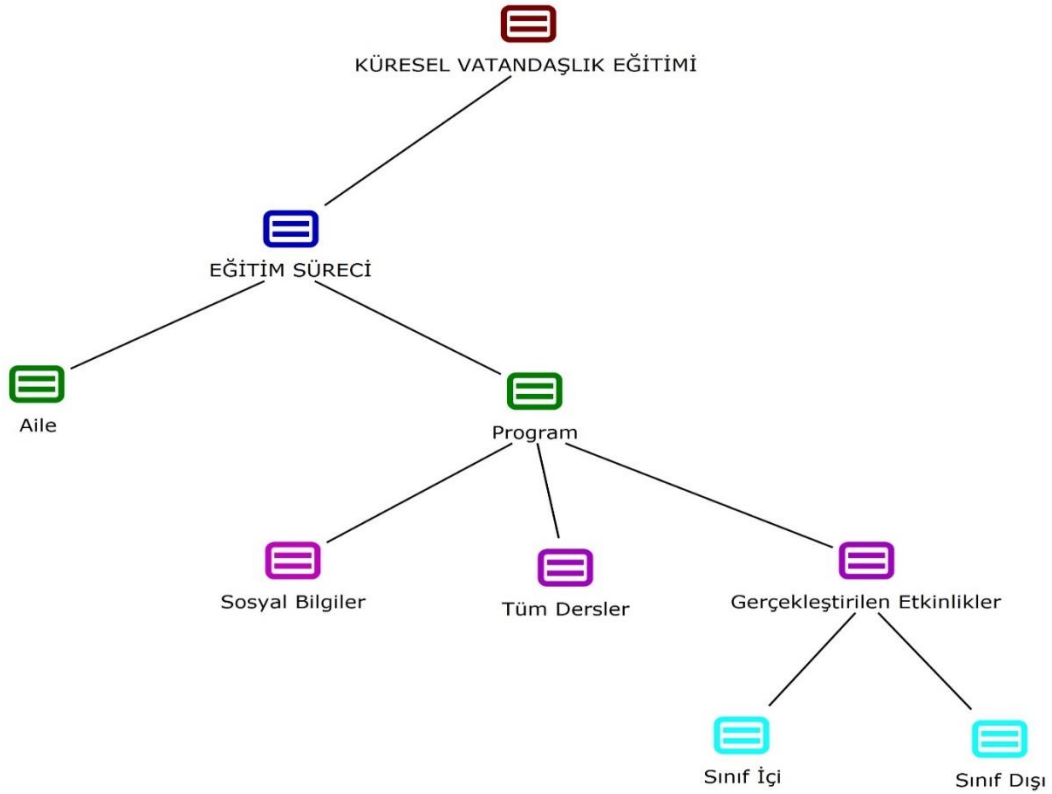 KÜRESEL VATANDAŞLIK EĞİTİMİ
EĞİTİM SÜRECİ
Aile
Program
Sosyal Bilgiler
Tüm Dersler
Gerçekleştirilen Etkinlikler
Sınıf İçi
Sınıf Dışı